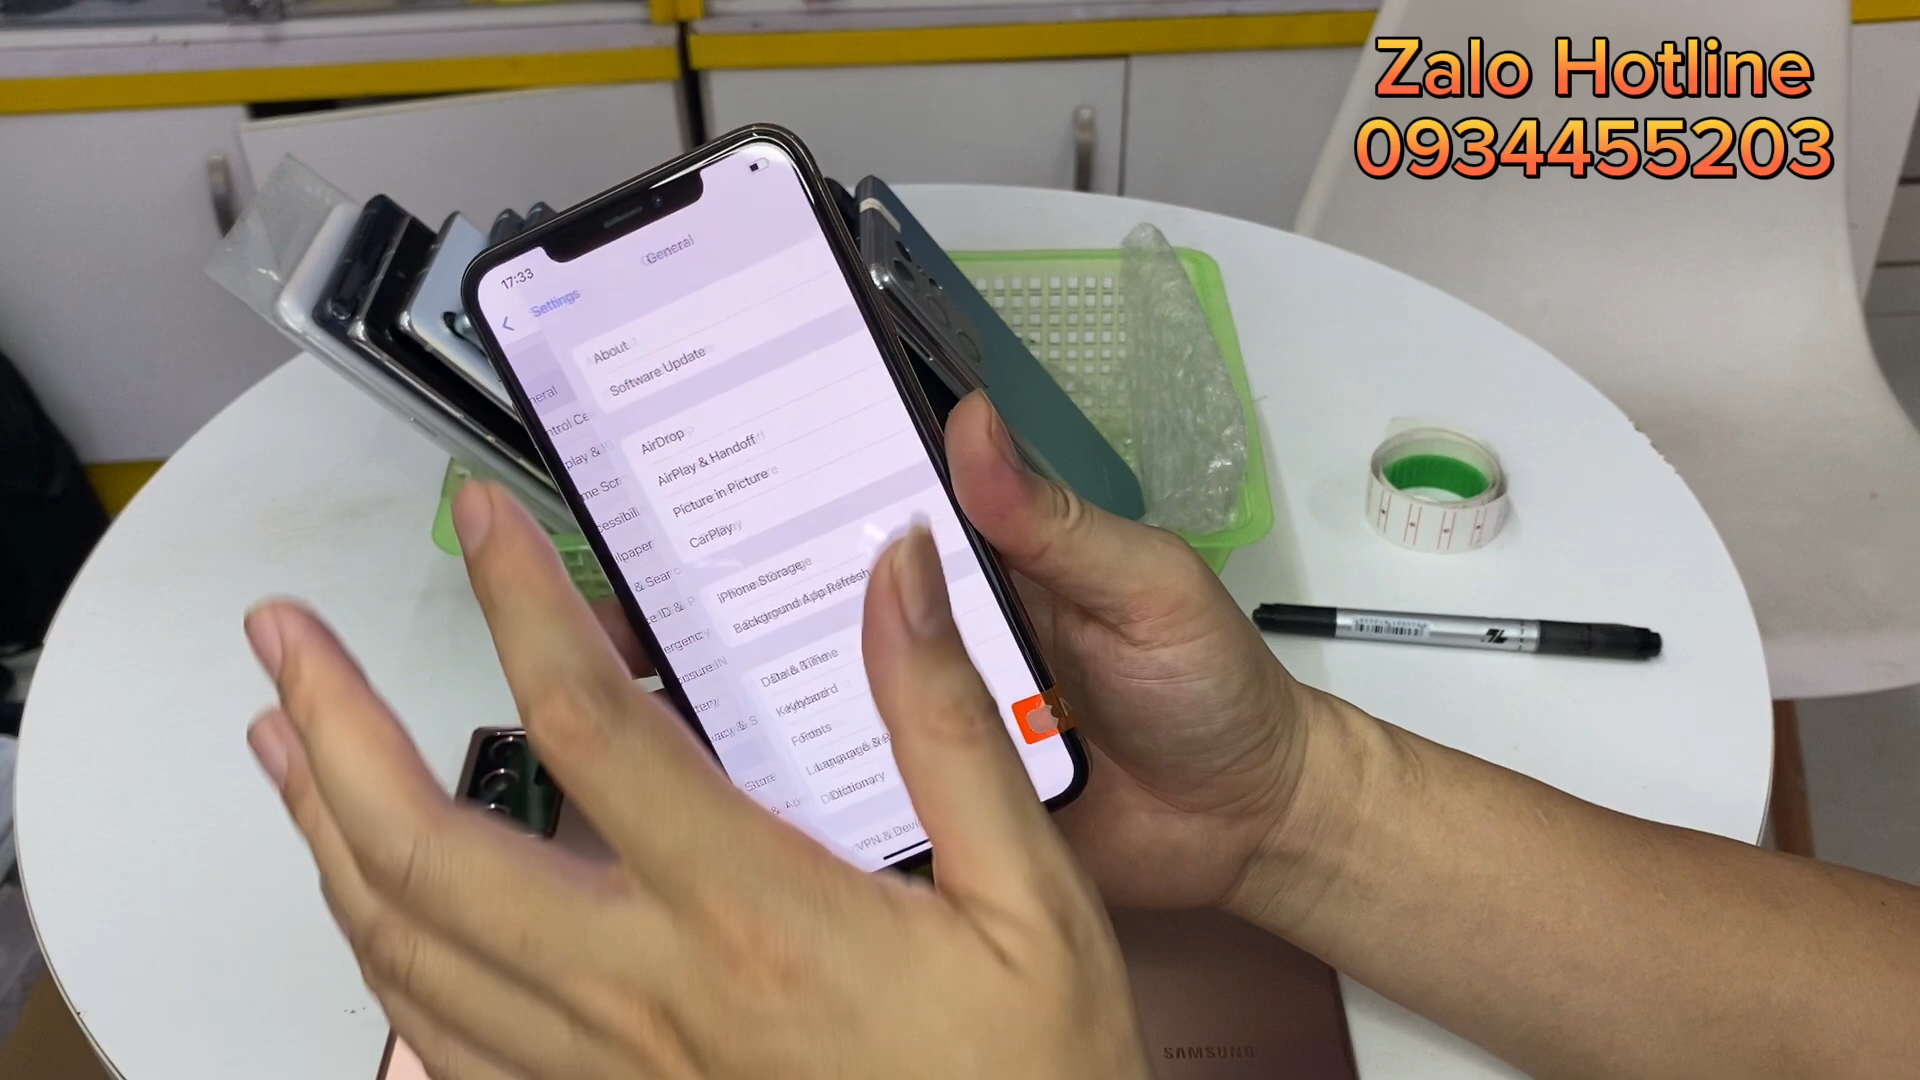 Zalo Hotline
0934455203
17:33
Settings
General
About
Software Update
AirDrop
AirPlay & Handoff
Picture in Picture
CarPlay
iPhone Storage
Background App Refresh
Date & Time
Keyboard
Fonts
Language &
Dictionary
VPN &
SAMSUNG